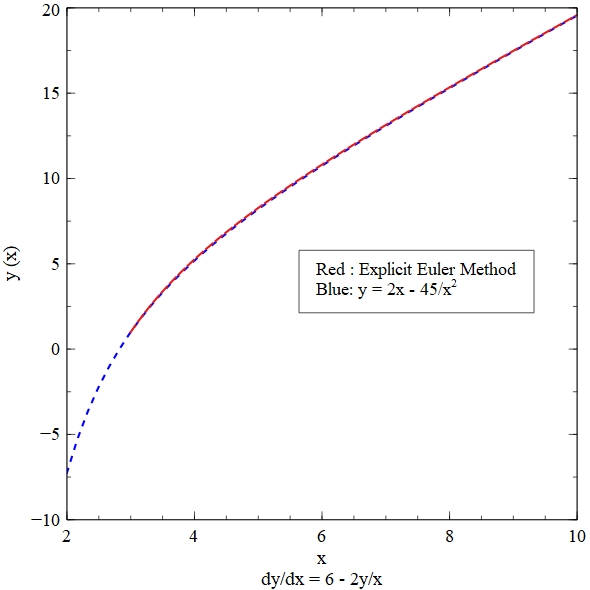 20
15
10
5
0
−5
−10
y (x)
Red : Explicit Euler Method
Blue: y = 2x - 45/x²
2 4 6 8 10
x
dy/dx = 6 - 2y/x